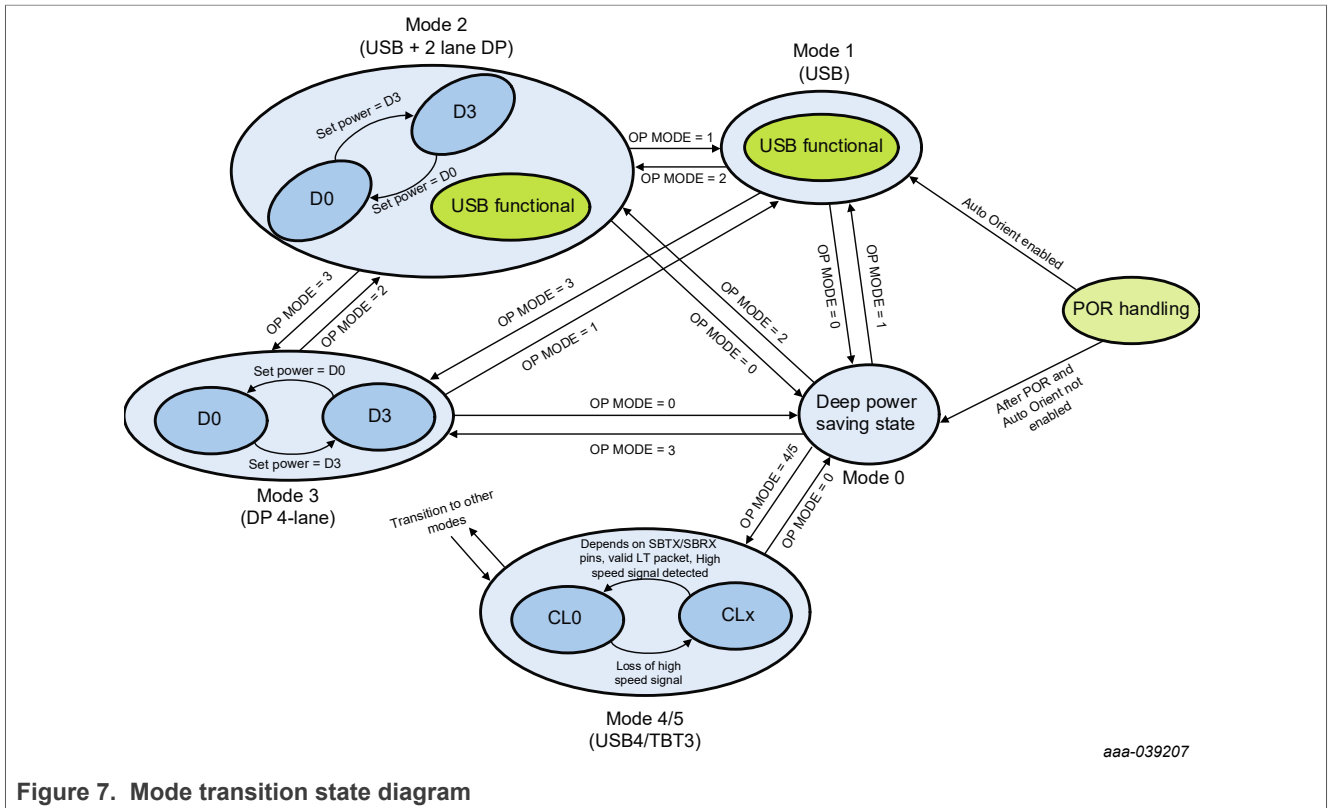 Mode 2
(USB + 2 lane DP)
Mode 1
(USB)
Set power = D3
D3
D0
Set power = D0
USB functional
OP MODE = 1
OP MODE = 2
USB functional
Auto Orient enabled
POR handling
After POR and
Auto Orient not
enabled
OP MODE = 3
OP MODE = 2
OP MODE = 3
OP MODE = 1
OP MODE = 2
OP MODE = 0
OP MODE = 0
OP MODE = 1
Set power = D0
D0
D3
Set power = D3
Mode 3
(DP 4-lane)
OP MODE = 0
OP MODE = 3
Deep power
saving state
Mode 0
OP MODE = 4/5
OP MODE = 0
Transition to other
modes
Depends on SBTX/SBRX
pins, valid LT packet, High
speed signal detected
CL0
CLx
Loss of high
speed signal
Mode 4/5
(USB4/TBT3)
aaa-039207
Figure 7. Mode transition state diagram